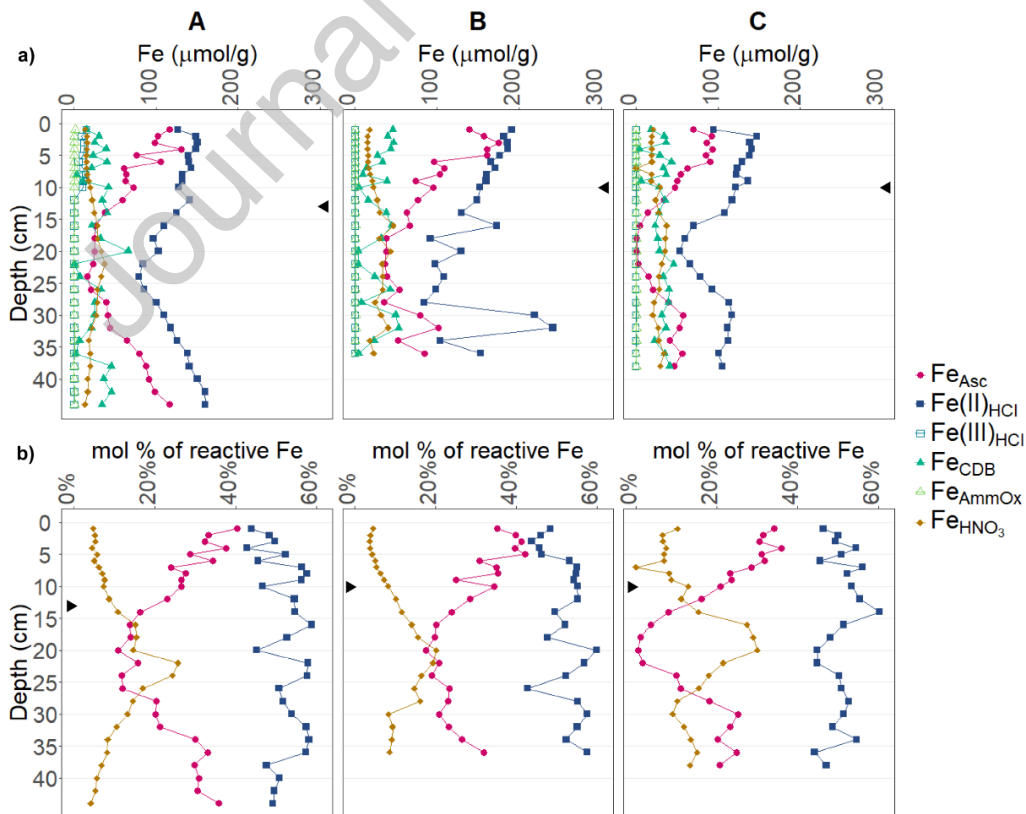 A B C
a) Fe (μmol/g) Fe (μmol/g) Fe (μmol/g)
0 100 200 300 0 100 200 300 0 100 200 300
Depth (cm)
0
5
10
15
20
25
30
35
40
Journal
Fe_Asc
Fe(II)_HCl
Fe(III)_HCl
Fe_CDB
Fe_AmmOx
Fe_HNO3
b) mol % of reactive Fe mol % of reactive Fe mol % of reactive Fe
0% 20% 40% 60% 0% 20% 40% 60% 0% 20% 40% 60%
Depth (cm)
0
5
10
15
20
25
30
35
40